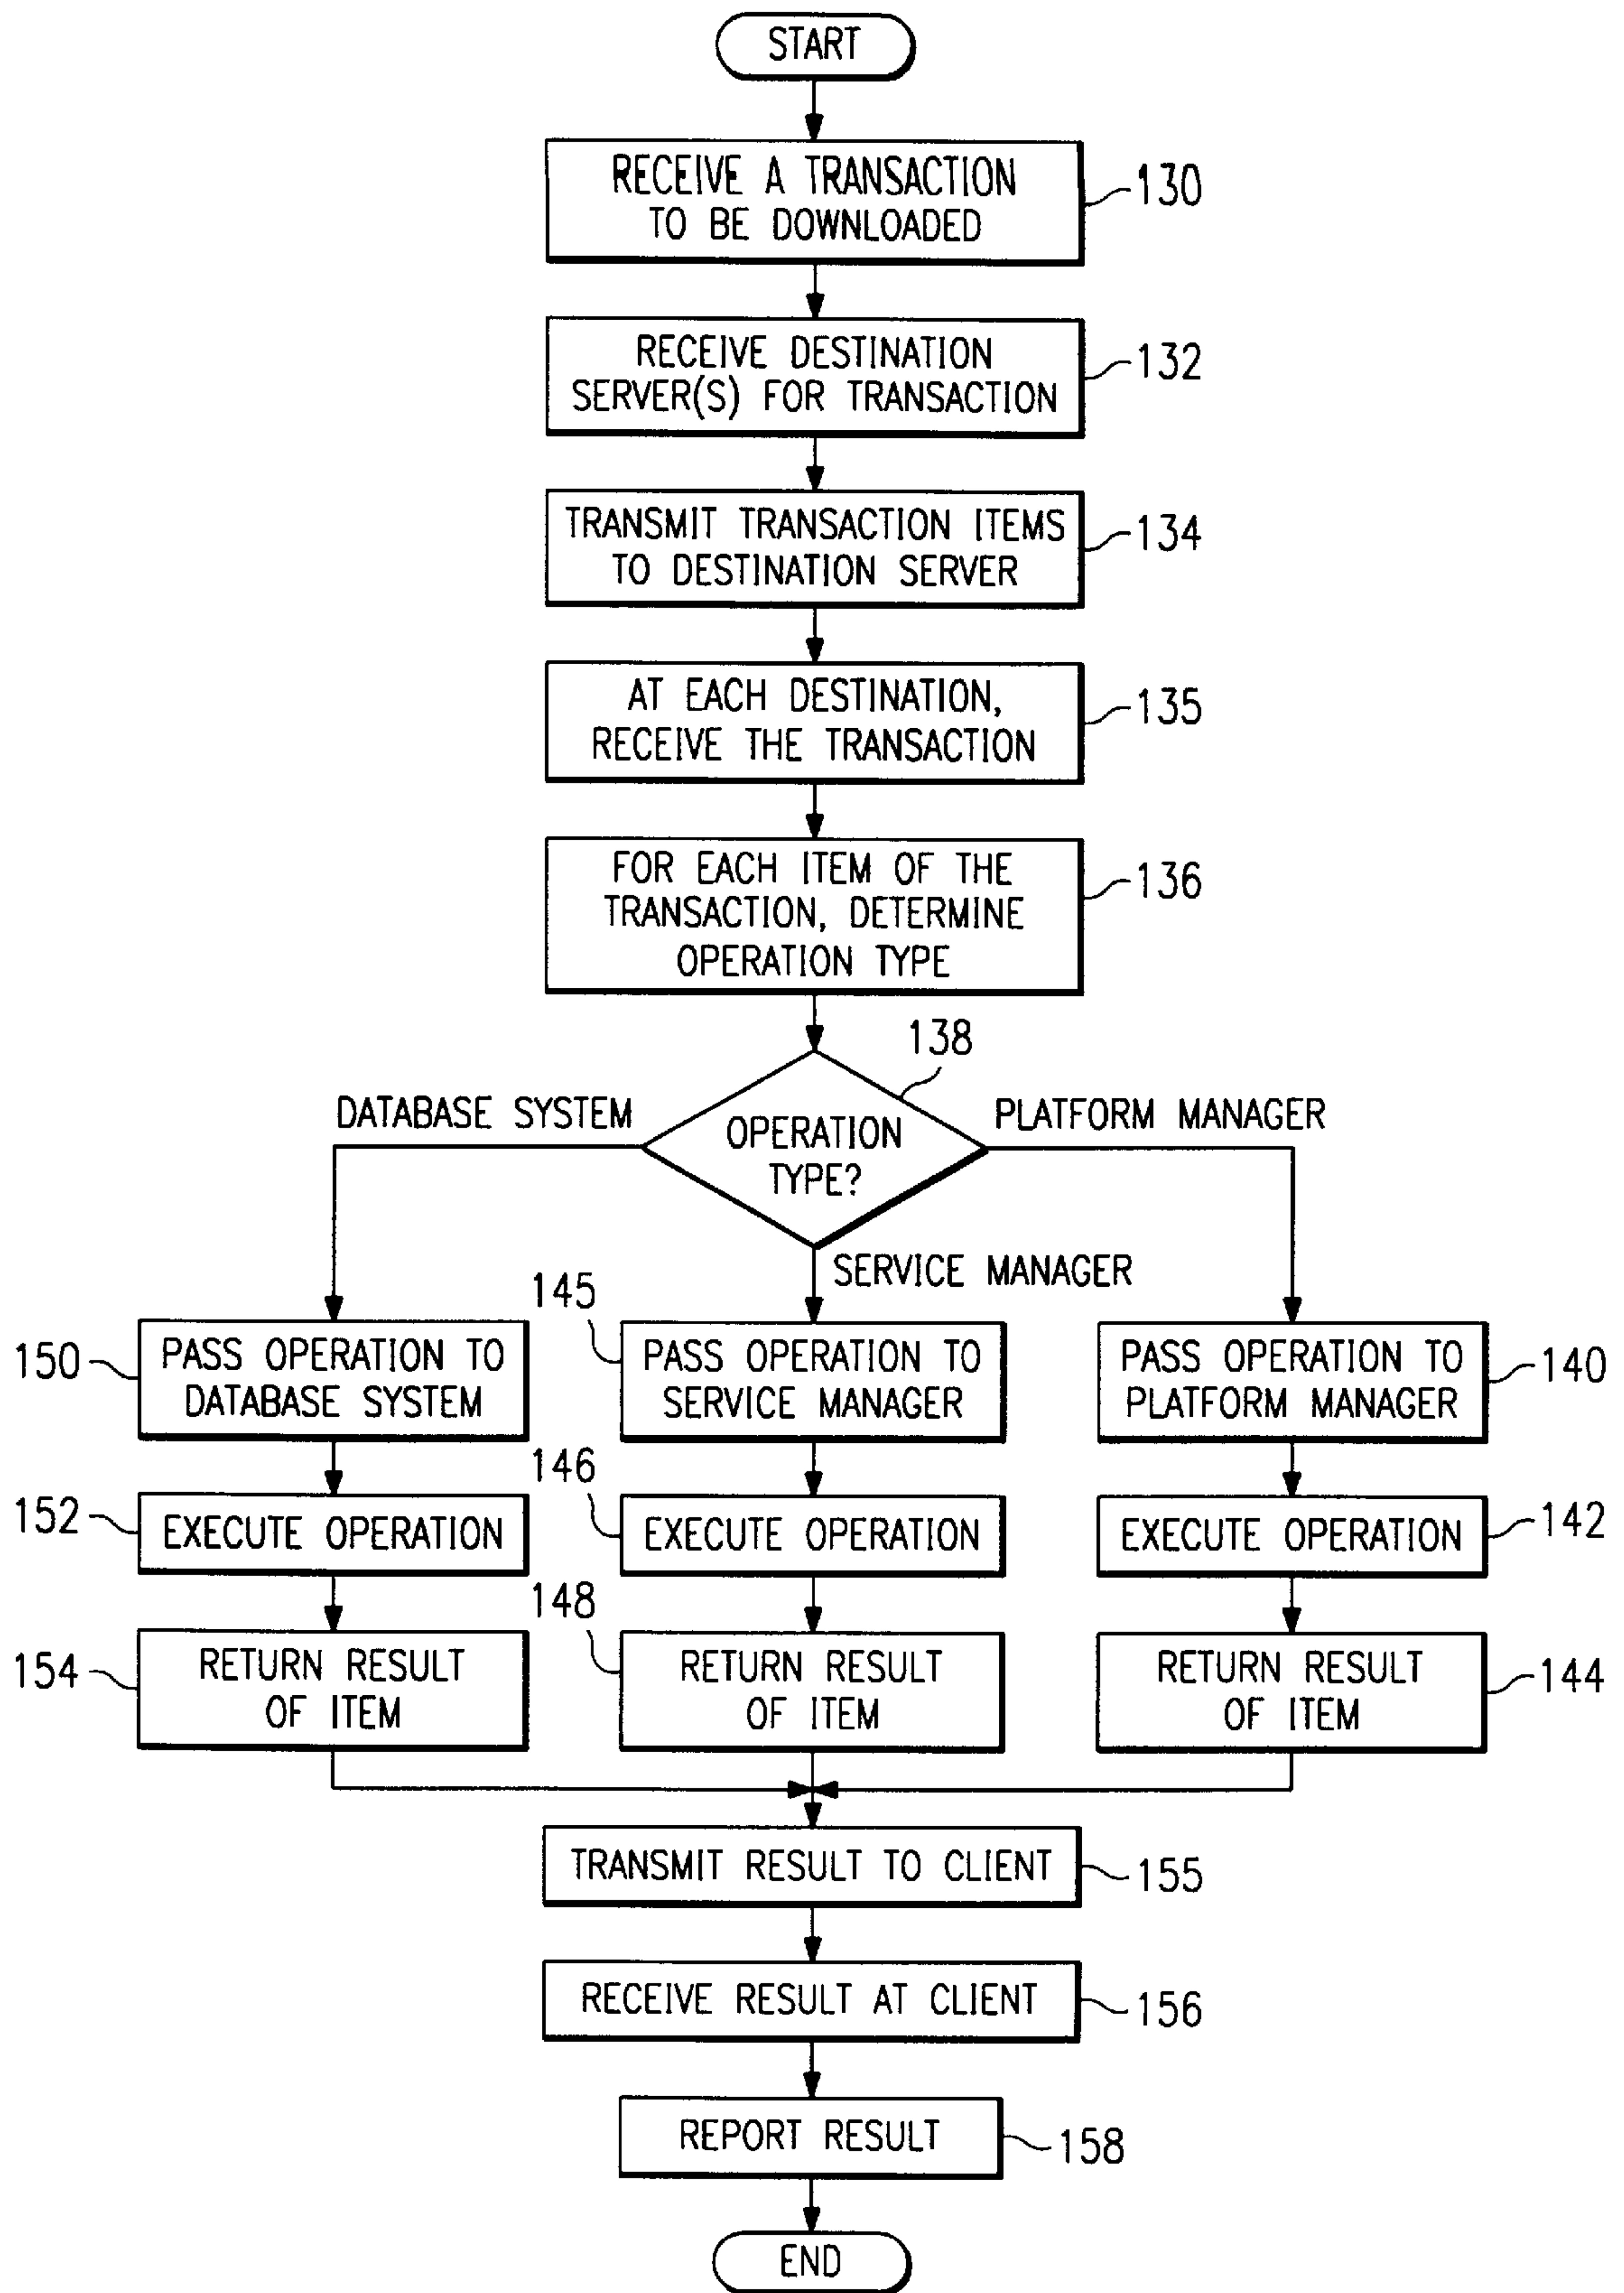 START
RECEIVE A TRANSACTION
TO BE DOWNLOADED
130
RECEIVE DESTINATION
SERVER(S) FOR TRANSACTION
132
TRANSMIT TRANSACTION ITEMS
TO DESTINATION SERVER
134
AT EACH DESTINATION,
RECEIVE THE TRANSACTION
135
FOR EACH ITEM OF THE
TRANSACTION, DETERMINE
OPERATION TYPE
136
138
DATABASE SYSTEM
OPERATION
TYPE?
PLATFORM MANAGER
SERVICE MANAGER
150
PASS OPERATION TO
DATABASE SYSTEM
145
PASS OPERATION TO
SERVICE MANAGER
PASS OPERATION TO
PLATFORM MANAGER
140
152
EXECUTE OPERATION
146
EXECUTE OPERATION
EXECUTE OPERATION
142
154
RETURN RESULT
OF ITEM
148
RETURN RESULT
OF ITEM
RETURN RESULT
OF ITEM
144
TRANSMIT RESULT TO CLIENT
155
RECEIVE RESULT AT CLIENT
156
REPORT RESULT
158
END